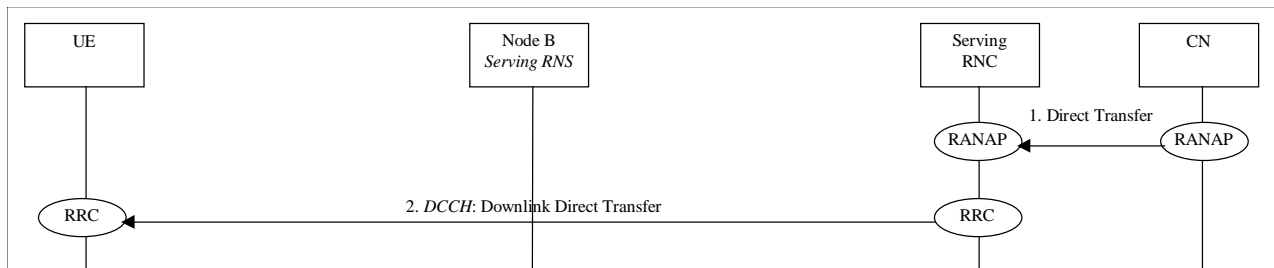 UE
Node B
Serving RNS
Serving
RNC
CN
1. Direct Transfer
RANAP
RANAP
2. DCCH: Downlink Direct Transfer
RRC
RRC